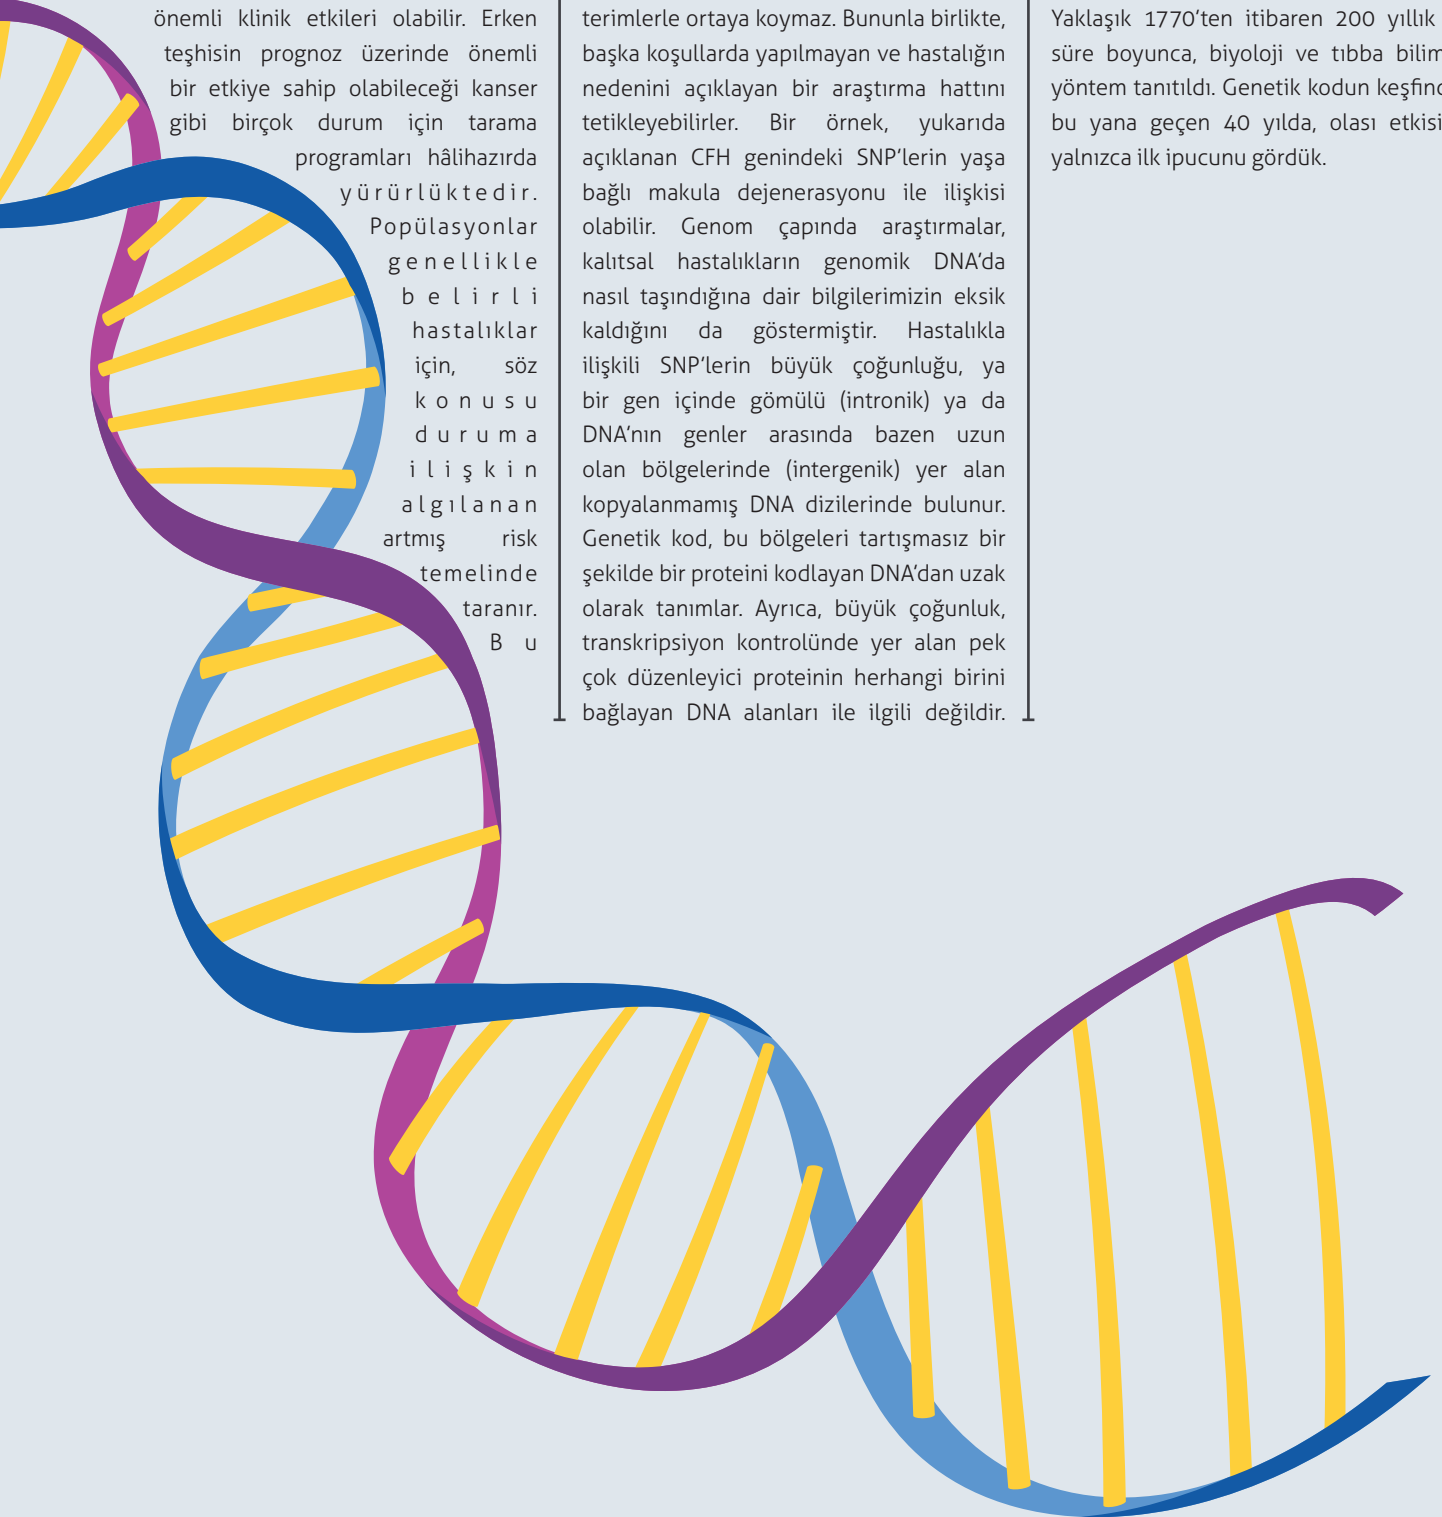 önemli klinik etkileri olabilir. Erken
teşhisin prognoz üzerinde önemli
bir etkiye sahip olabileceği kanser
gibi birçok durum için tarama
programları hâlihazırda
yürürlüktedir.
Popülasyonlar
genellikle
belirli
hastalıklar
için, söz
konusu
duruma
ilişkin
algılanan
artmış risk
temelinde
taranır.
Bu
terimlerle ortaya koymaz. Bununla birlikte,
başka koşullarda yapılmayan ve hastalığın
nedenini açıklayan bir araştırma hattını
tetikleyebilirler. Bir örnek, yukarıda
açıklanan CFH genindeki SNP’lerin yaşa
bağlı makula dejenerasyonu ile ilişkisi
olabilir. Genom çapında araştırmalar,
kalıtsal hastalıkların genomik DNA’da
nasıl taşındığına dair bilgilerimizin eksik
kaldığını da göstermiştir. Hastalıkla
ilişkili SNP’lerin büyük çoğunluğu, ya
bir gen içinde gömülü (intronik) ya da
DNA’nın genler arasında bazen uzun
olan bölgelerinde (intergenik) yer alan
kopyalanmamış DNA dizilerinde bulunur.
Genetik kod, bu bölgeleri tartışmasız bir
şekilde bir proteini kodlayan DNA’dan uzak
olarak tanımlar. Ayrıca, büyük çoğunluk,
transkripsiyon kontrolünde yer alan pek
çok düzenleyici proteinin herhangi birini
bağlayan DNA alanları ile ilgili değildir.
Yaklaşık 1770’ten itibaren 200 yıllık
süre boyunca, biyoloji ve tıbba
yöntem tanıtıldı. Genetik kodun
bu yana geçen 40 yılda, olası
yalnızca ilk ipucunu gördük.